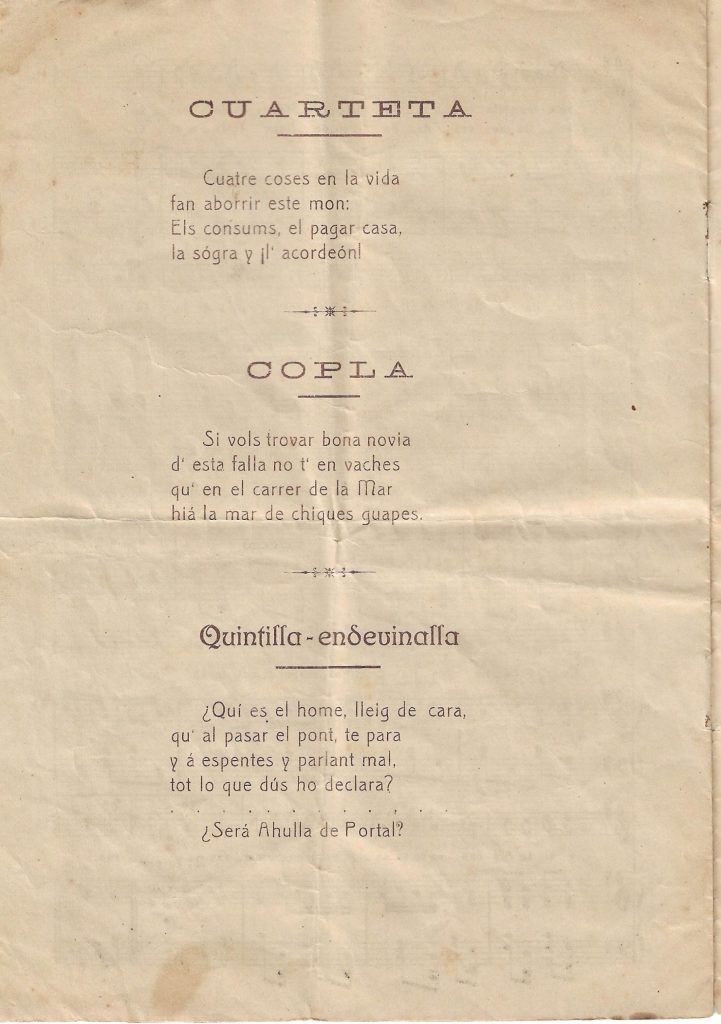 CUARTETA
Cuatre coses en la vida
fan aborrir este mon:
Els consums, el pagar casa,
la sógra y ¡l' acordeón!
COPLA
Si vols trovar bona novia
d' esta falla no t' en vaches
qu' en el carrer de la Mar
hiá la mar de chiques guapes.
Quintilla-endevinalla
¿Quí es el home, lleig de cara,
qu' al pasar el pont, te para
y á espentes y parlant mal,
tot lo que dús ho declara?
. . . . . . . . . . . . .
¿Será Ahulla de Portal?